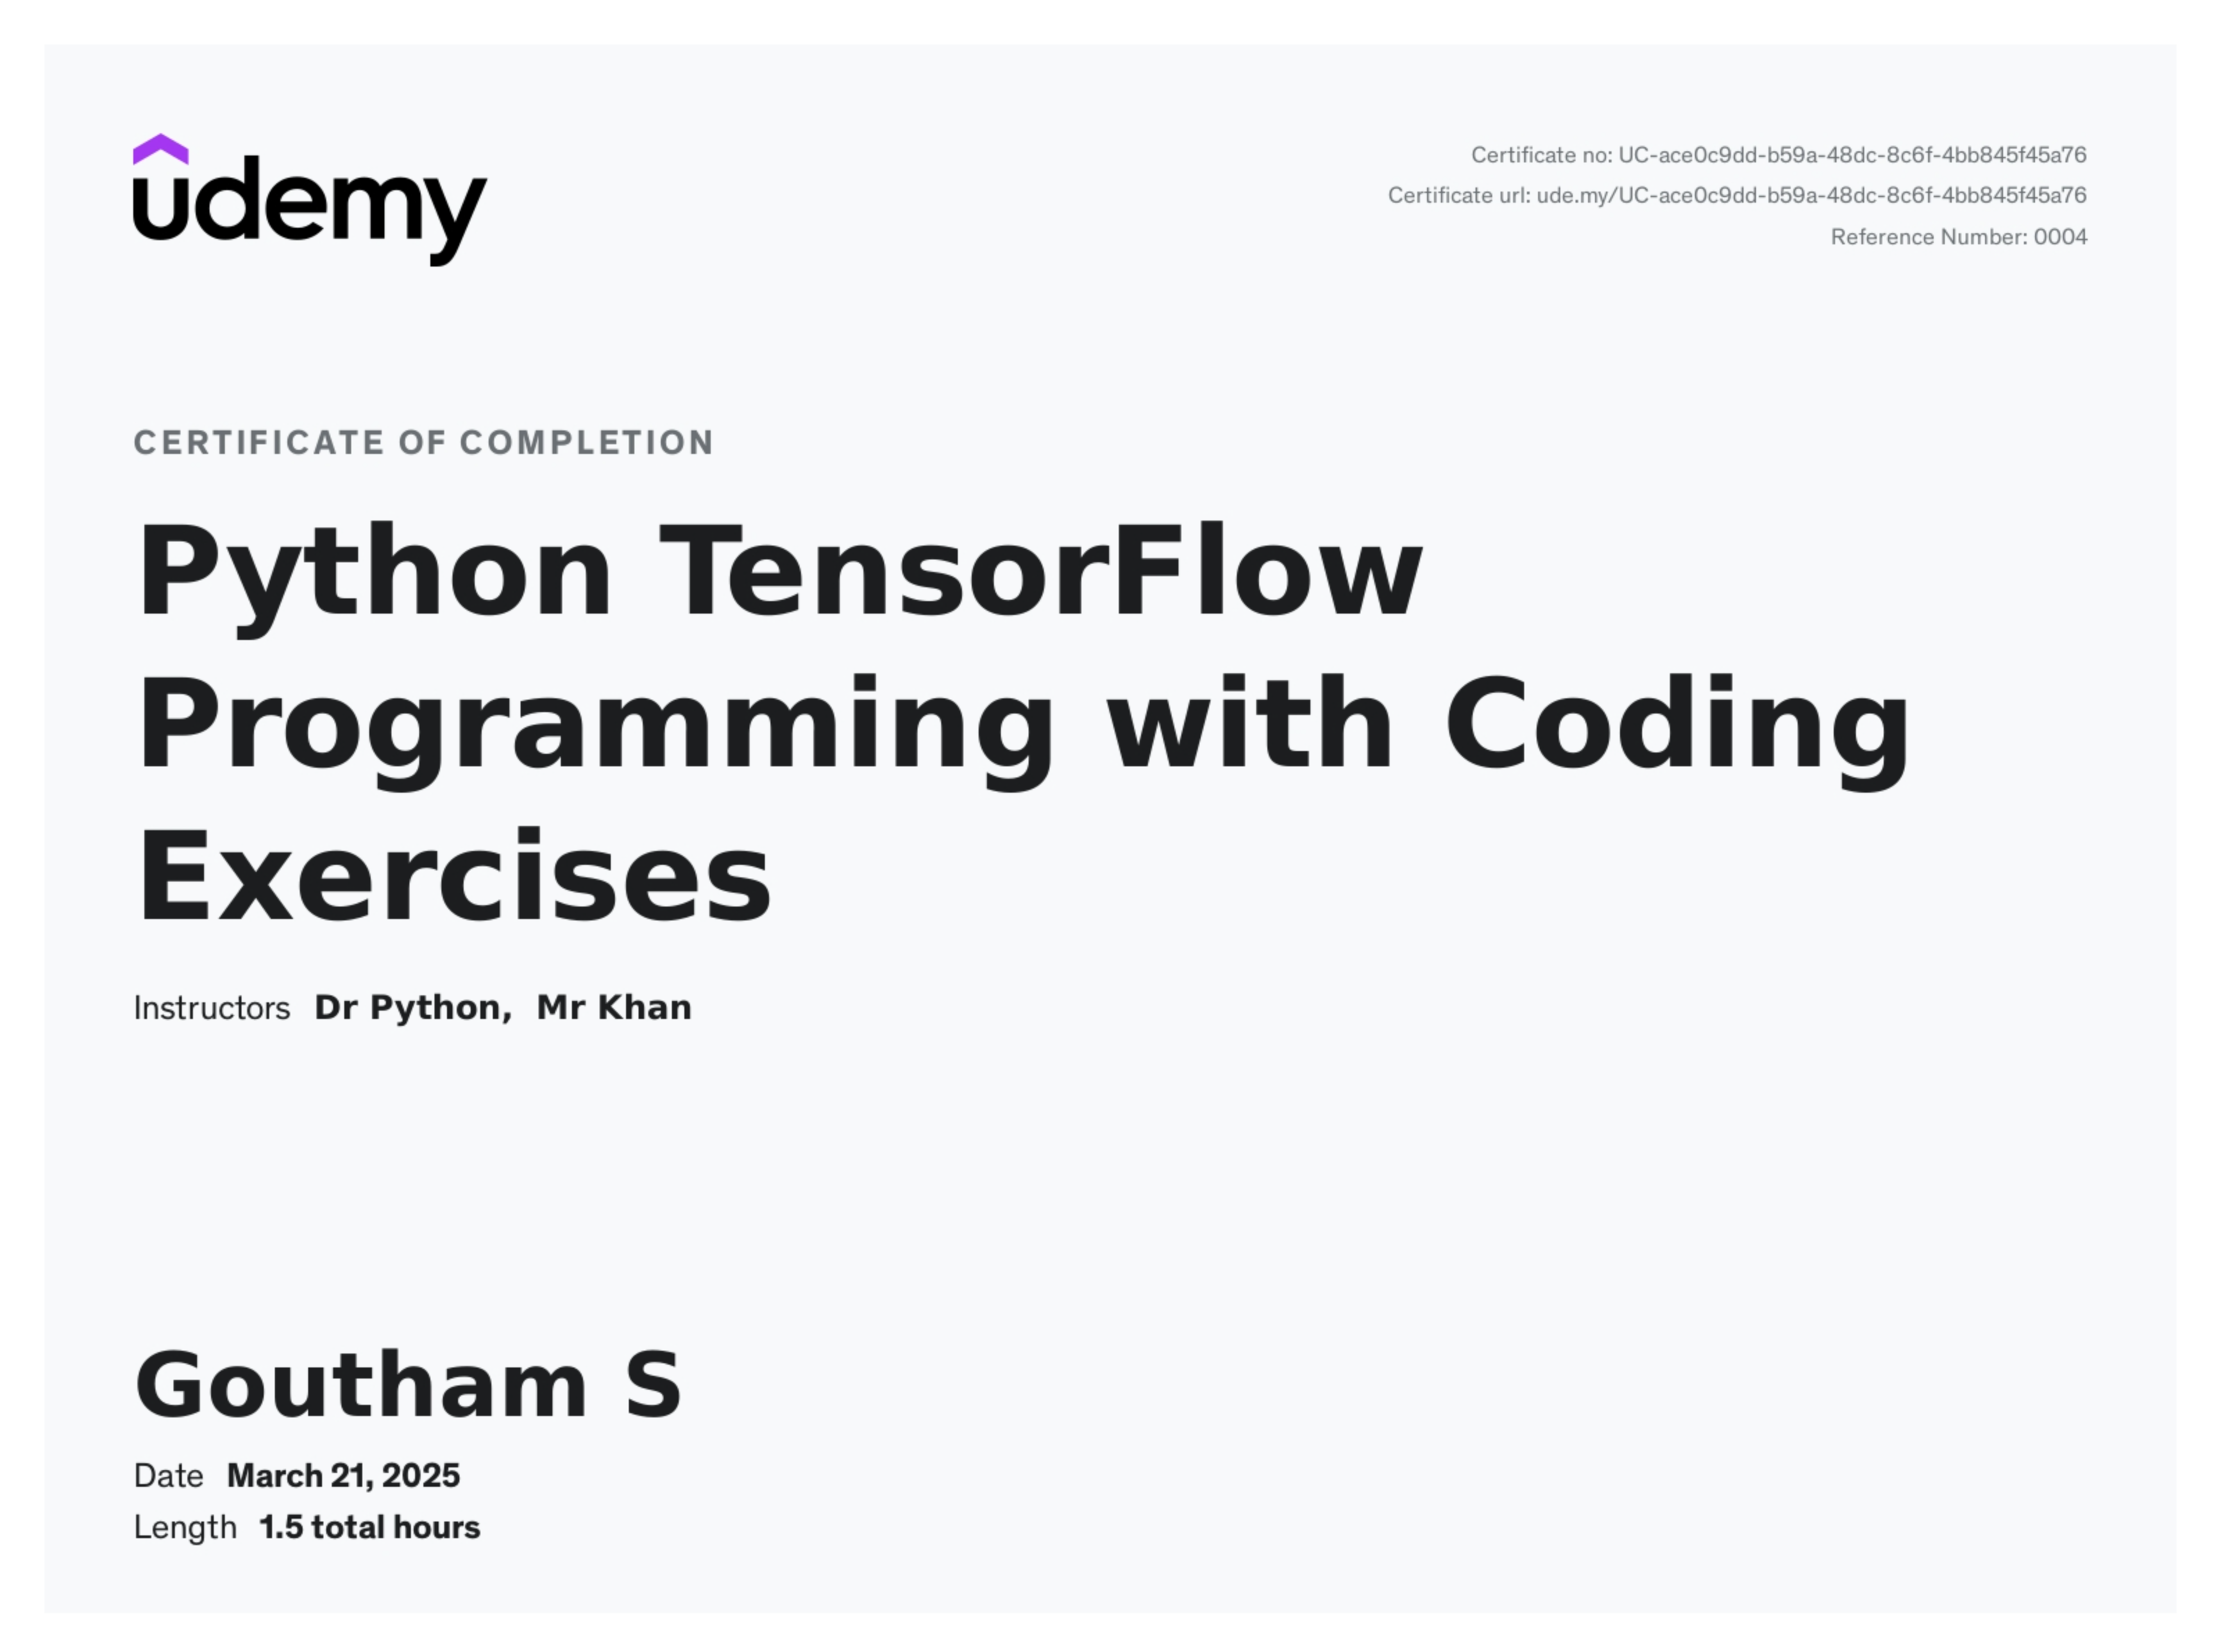 udemy
Certificate no: UC-ace0c9dd-b59a-48dc-8c6f-4bb845f45a76
Certificate url: ude.my/UC-ace0c9dd-b59a-48dc-8c6f-4bb845f45a76
Reference Number: 0004
CERTIFICATE OF COMPLETION
Python TensorFlow
Programming with Coding
Exercises
Instructors Dr Python, Mr Khan
Goutham S
Date March 21, 2025
Length 1.5 total hours